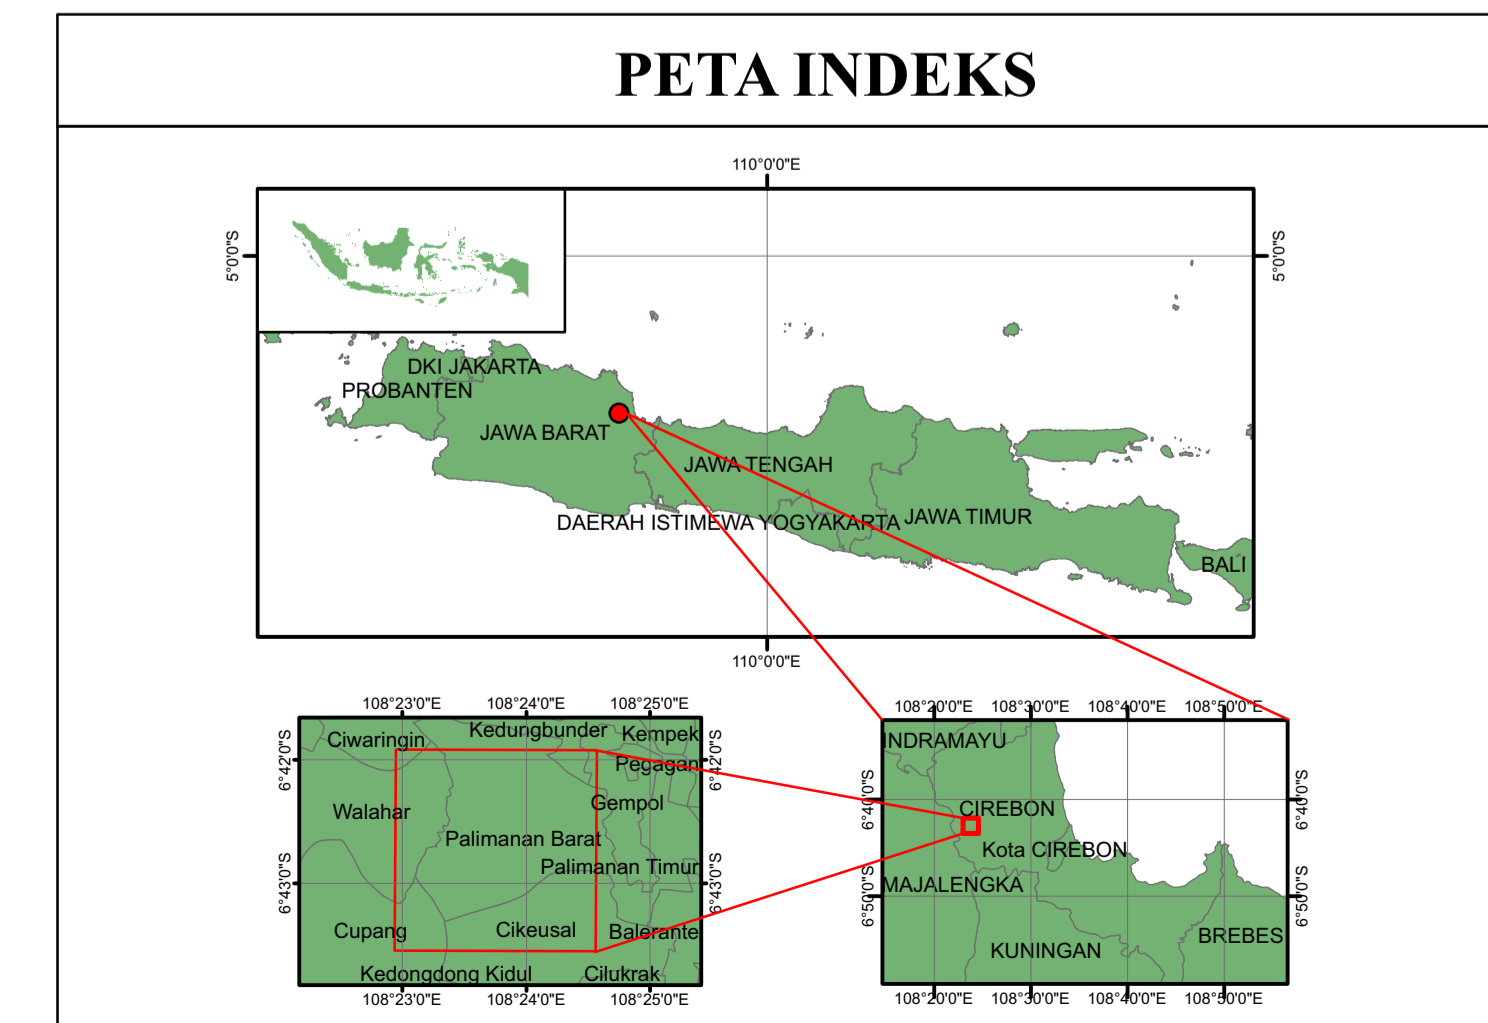 PETA INDEKS
110°0'0"E
5°0'0"S
5°0'0"S
DKI JAKARTA
PROBANTEN
JAWA BARAT
JAWA TENGAH
DAERAH ISTIMEWA YOGYAKARTA
JAWA TIMUR
BALI
110°0'0"E
108°23'0"E 108°24'0"E 108°25'0"E
6°42'0"S
6°43'0"S
Ciwaringin
Kedungbunder
Kempek
Pegagan
Walahar
Gempol
Palimanan Barat
Palimanan Timur
Cupang
Cikeusal
Balerante
Kedongdong Kidul
Cilukrak
6°42'0"S
6°43'0"S
108°23'0"E 108°24'0"E 108°25'0"E
108°20'0"E 108°30'0"E 108°40'0"E 108°50'0"E
6°40'0"S
6°50'0"S
INDRAMAYU
CIREBON
Kota CIREBON
MAJALENGKA
KUNINGAN
BREBES
6°40'0"S
6°50'0"S
108°20'0"E 108°30'0"E 108°40'0"E 108°50'0"E